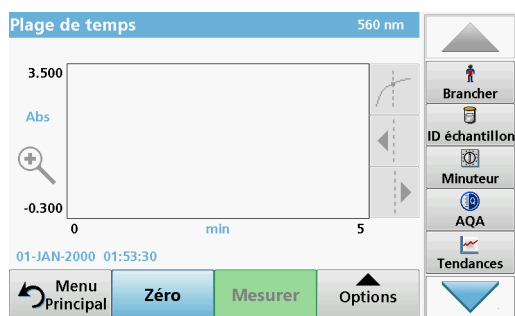 Plage de temps 560 nm
3.500
Abs
-0.300
0 min 5
01-JAN-2000 01:53:30
Menu
Principal
Zéro
Mesurer
Options
Brancher
ID échantillon
Minuteur
AQA
Tendances